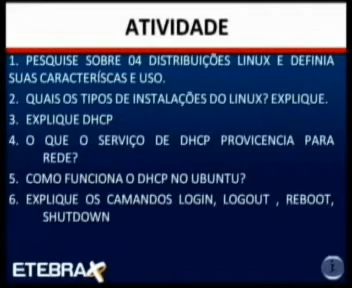 ATIVIDADE
1. PESQUISE SOBRE 04 DISTRIBUIÇÕES LINUX E DEFINIA
SUAS CARACTERÍSCAS E USO.
2. QUAIS OS TIPOS DE INSTALAÇÕES DO LINUX? EXPLIQUE.
3. EXPLIQUE DHCP
4. O QUE O SERVIÇO DE DHCP PROVICENCIA PARA
REDE?
5. COMO FUNCIONA O DHCP NO UBUNTU?
6. EXPLIQUE OS CAMANDOS LOGIN, LOGOUT , REBOOT,
SHUTDOWN
ETEBRAX